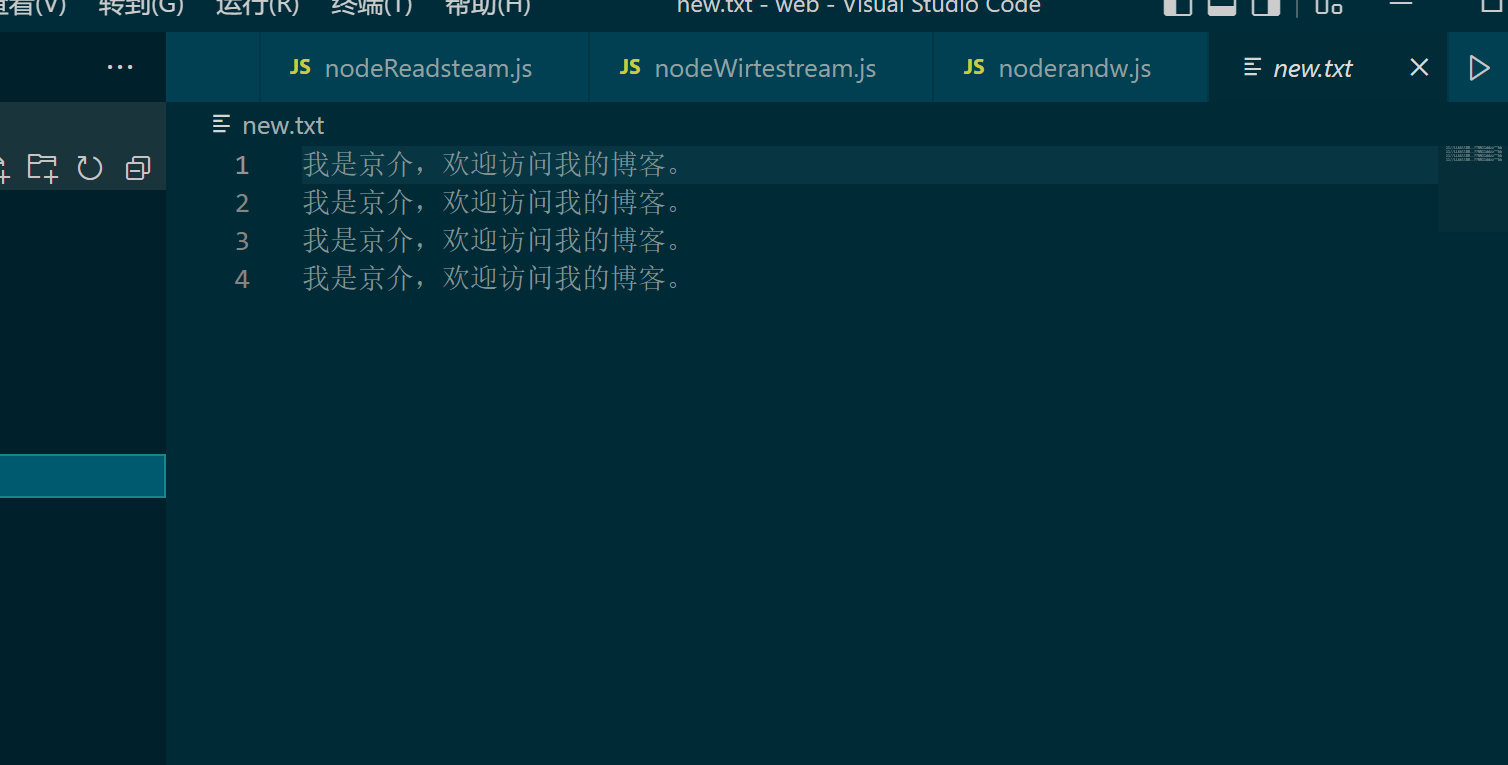 查看(V) 转到(G) 运行(R) 终端(T) 帮助(H) new.txt - web - Visual Studio Code
JS nodeReadsteam.js JS nodeWirtestream.js JS noderandw.js new.txt
new.txt
1 我是京介，欢迎访问我的博客。
2 我是京介，欢迎访问我的博客。
3 我是京介，欢迎访问我的博客。
4 我是京介，欢迎访问我的博客。